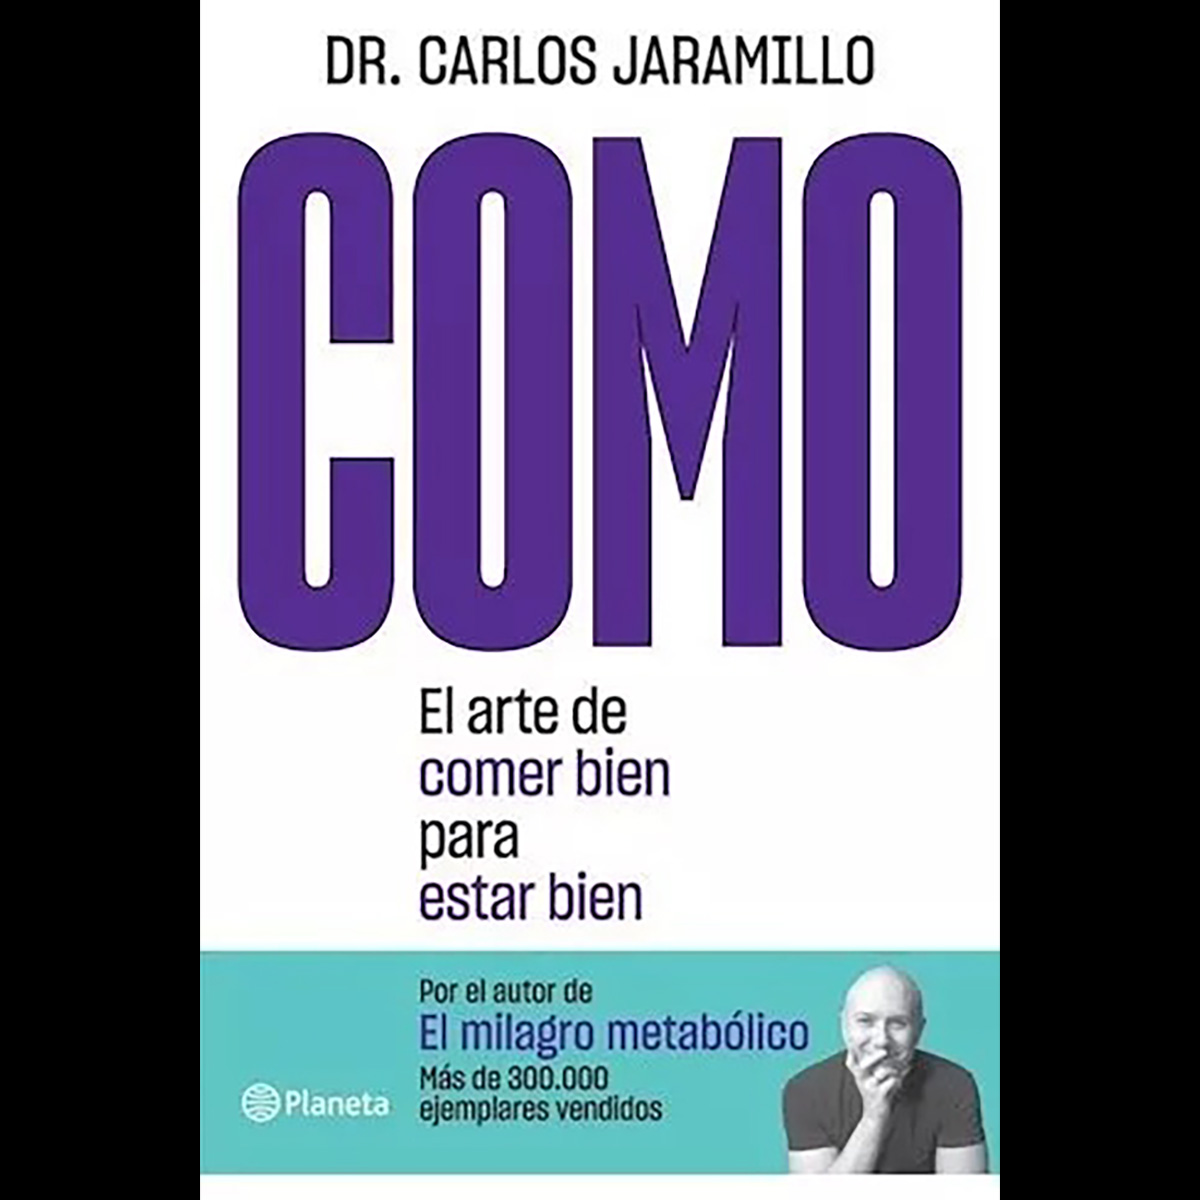 DR. CARLOS JARAMILLO
COMO
El arte de
comer bien
para
estar bien
Por el autor de
El milagro metabólico
Más de 300.000
ejemplares vendidos
Planeta